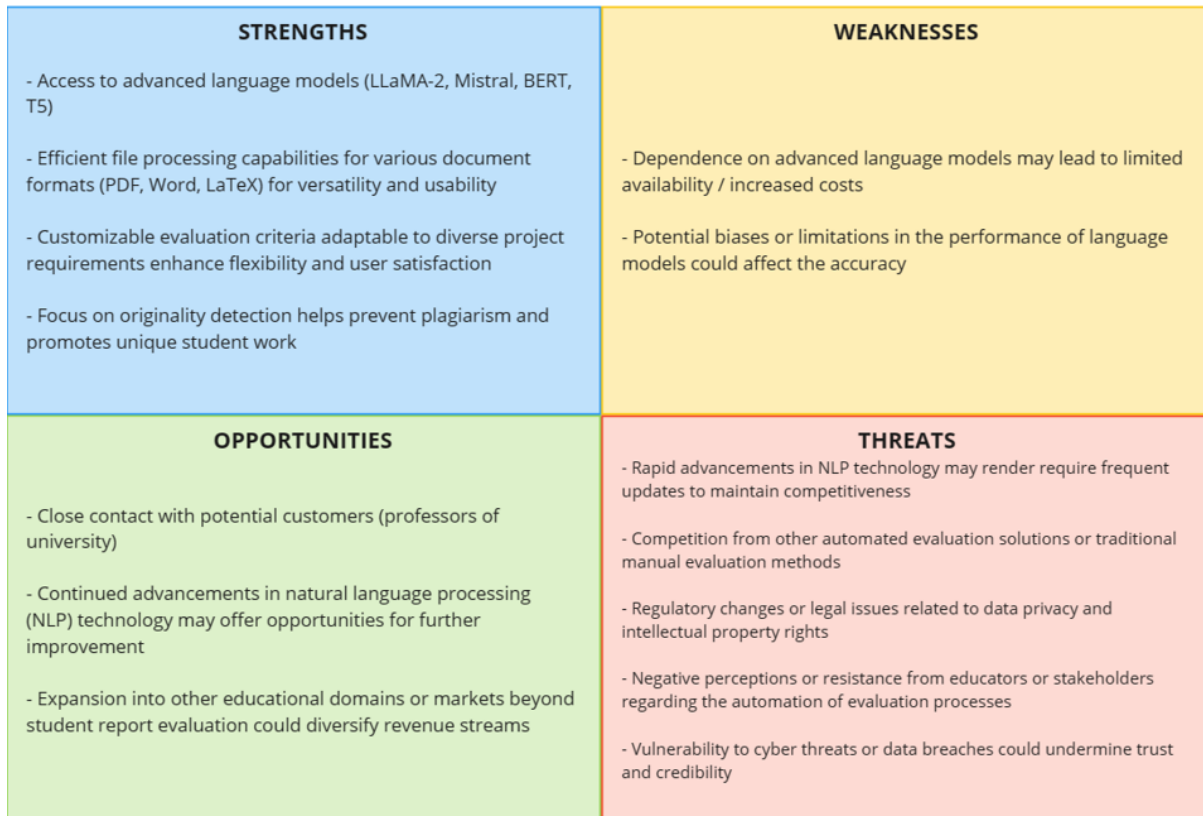 STRENGTHS
- Access to advanced language models (LLaMA-2, Mistral, BERT,
T5)
- Efficient file processing capabilities for various document
formats (PDF, Word, LaTeX) for versatility and usability
- Customizable evaluation criteria adaptable to diverse project
requirements enhance flexibility and user satisfaction
- Focus on originality detection helps prevent plagiarism and
promotes unique student work
WEAKNESSES
- Dependence on advanced language models may lead to limited
availability / increased costs
- Potential biases or limitations in the performance of language
models could affect the accuracy
OPPORTUNITIES
- Close contact with potential customers (professors of
university)
- Continued advancements in natural language processing
(NLP) technology may offer opportunities for further
improvement
- Expansion into other educational domains or markets beyond
student report evaluation could diversify revenue streams
THREATS
- Rapid advancements in NLP technology may render require frequent
updates to maintain competitiveness
- Competition from other automated evaluation solutions or traditional
manual evaluation methods
- Regulatory changes or legal issues related to data privacy and
intellectual property rights
- Negative perceptions or resistance from educators or stakeholders
regarding the automation of evaluation processes
- Vulnerability to cyber threats or data breaches could undermine trust
and credibility